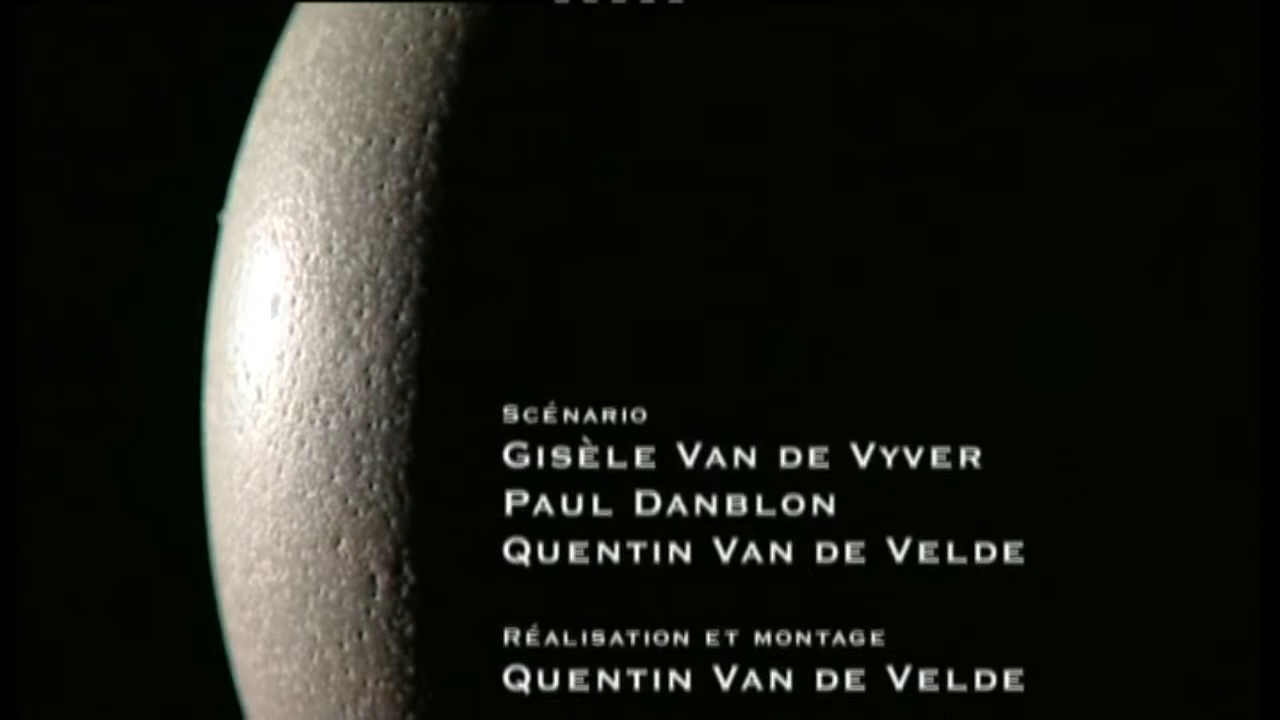 Scénario
Gisèle Van de Vyver
Paul Danblon
Quentin Van de Velde
Réalisation et montage
Quentin Van de Velde